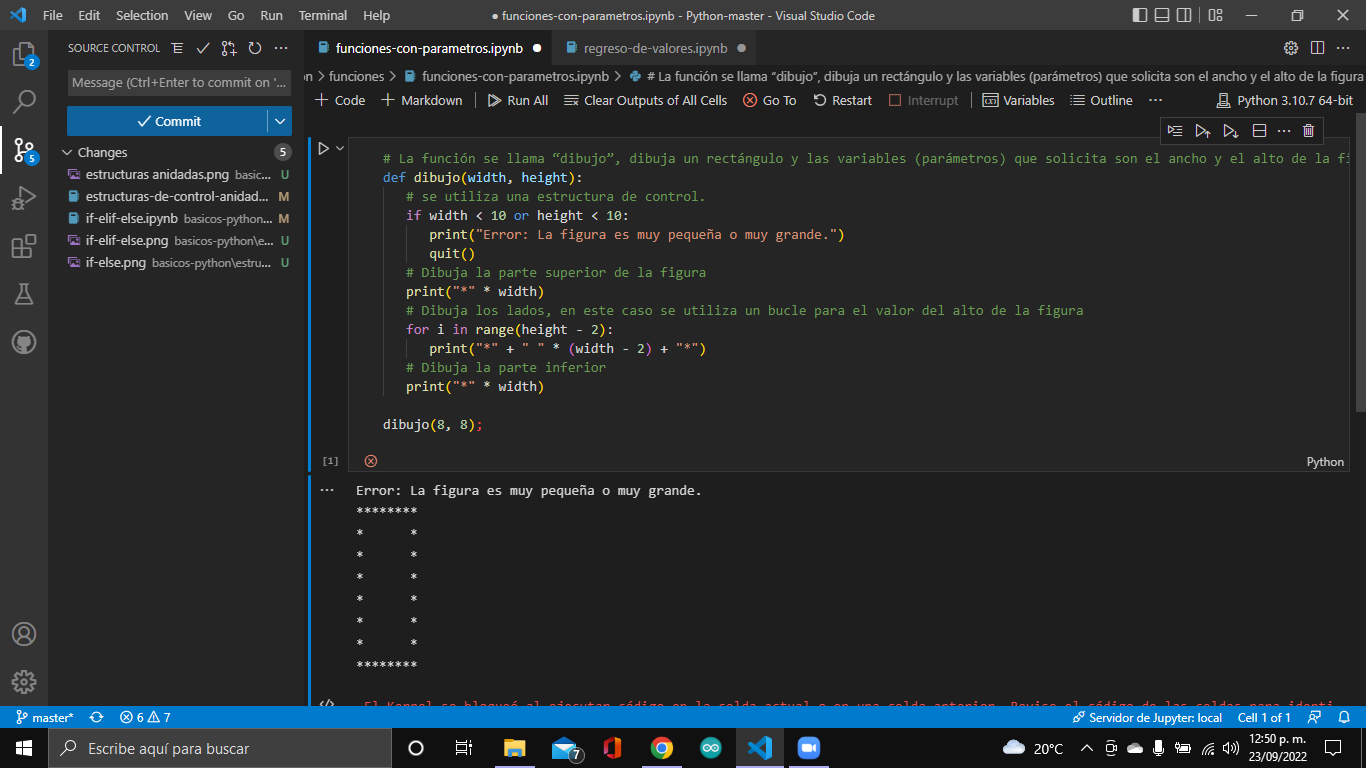 File Edit Selection View Go Run Terminal Help ● funciones-con-parametros.ipynb - Python-master - Visual Studio Code
SOURCE CONTROL
funciones-con-parametros.ipynb ● regreso-de-valores.ipynb ●
on > funciones > funciones-con-parametros.ipynb > # La función se llama “dibujo”, dibuja un rectángulo y las variables (parámetros) que solicita son el ancho y el alto de la figura
+ Code + Markdown Run All Clear Outputs of All Cells Go To Restart Interrupt Variables Outline ··· Python 3.10.7 64-bit
2
Message (Ctrl+Enter to commit on '...
Commit
5
Changes 5
estructuras anidadas.png basic... U
estructuras-de-control-anidad... M
if-elif-else.ipynb basicos-python... M
if-elif-else.png basicos-python\e... U
if-else.png basicos-python\estru... U
# La función se llama “dibujo”, dibuja un rectángulo y las variables (parámetros) que solicita son el ancho y el alto de la fi
def dibujo(width, height):
# se utiliza una estructura de control.
if width < 10 or height < 10:
print("Error: La figura es muy pequeña o muy grande.")
quit()
# Dibuja la parte superior de la figura
print("*" * width)
# Dibuja los lados, en este caso se utiliza un bucle para el valor del alto de la figura
for i in range(height - 2):
print("*" + " " * (width - 2) + "*")
# Dibuja la parte inferior
print("*" * width)
dibujo(8, 8);
[1] Python
Error: La figura es muy pequeña o muy grande.
********
*      *
*      *
*      *
*      *
*      *
*      *
********
El Kernel se bloqueó al ejecutar código en la celda actual o en una celda anterior. Revise el código de las celdas para identi
master* 6 7 Servidor de Jupyter: local Cell 1 of 1
Escribe aquí para buscar 7 20°C 12:50 p. m.
23/09/2022